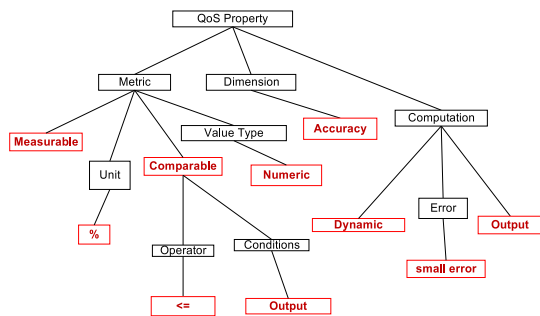 QoS Property
Metric
Dimension
Computation
Measurable
Value Type
Accuracy
Unit
Comparable
Numeric
%
Operator
Conditions
Dynamic
Error
Output
small error
<=
Output